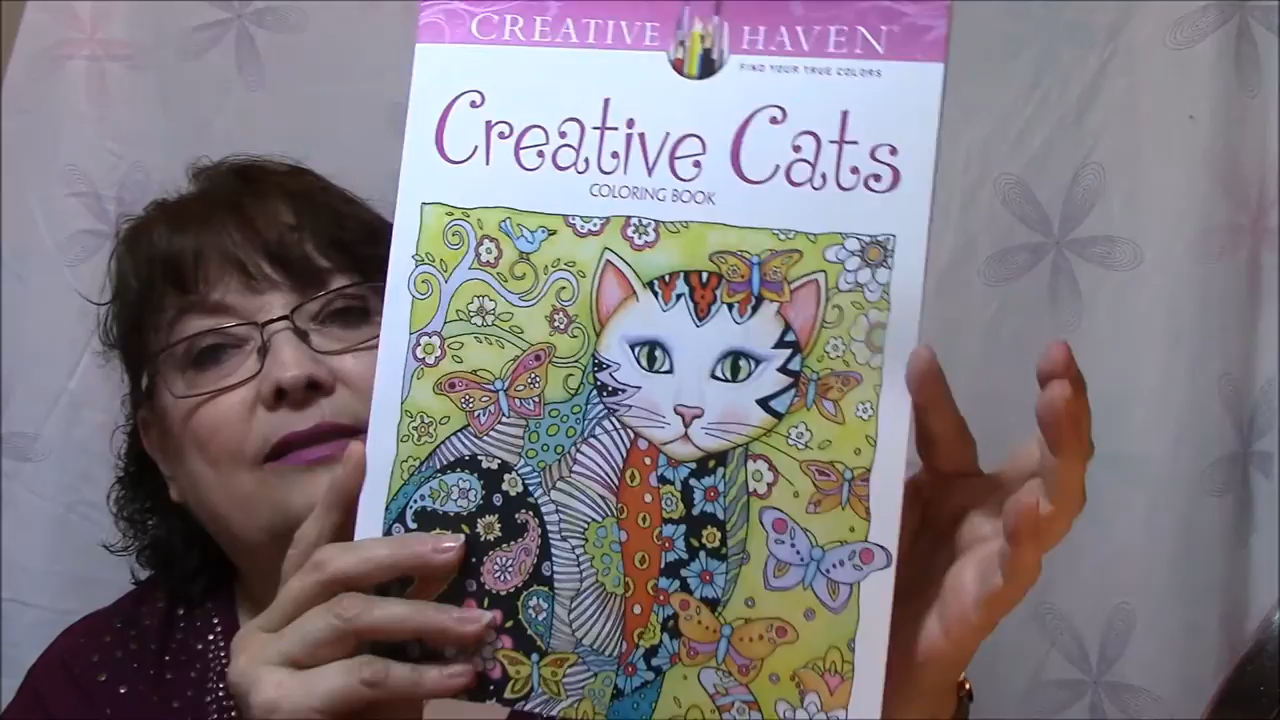 CREATIVE HAVEN
FIND YOUR TRUE COLORS
Creative Cats
COLORING BOOK